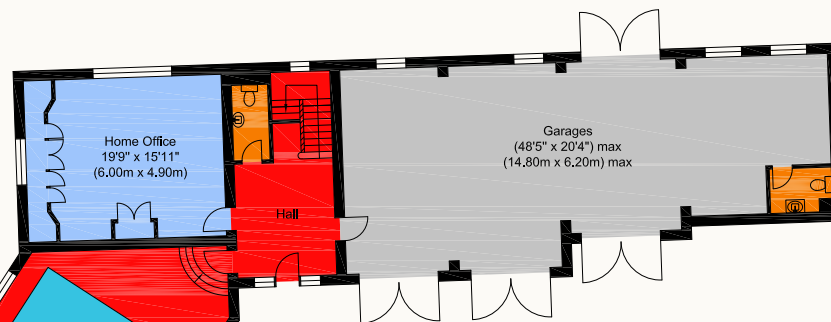 Home Office
19'9" x 15'11"
(6.00m x 4.90m)
Hall
Garages
(48'5" x 20'4") max
(14.80m x 6.20m) max